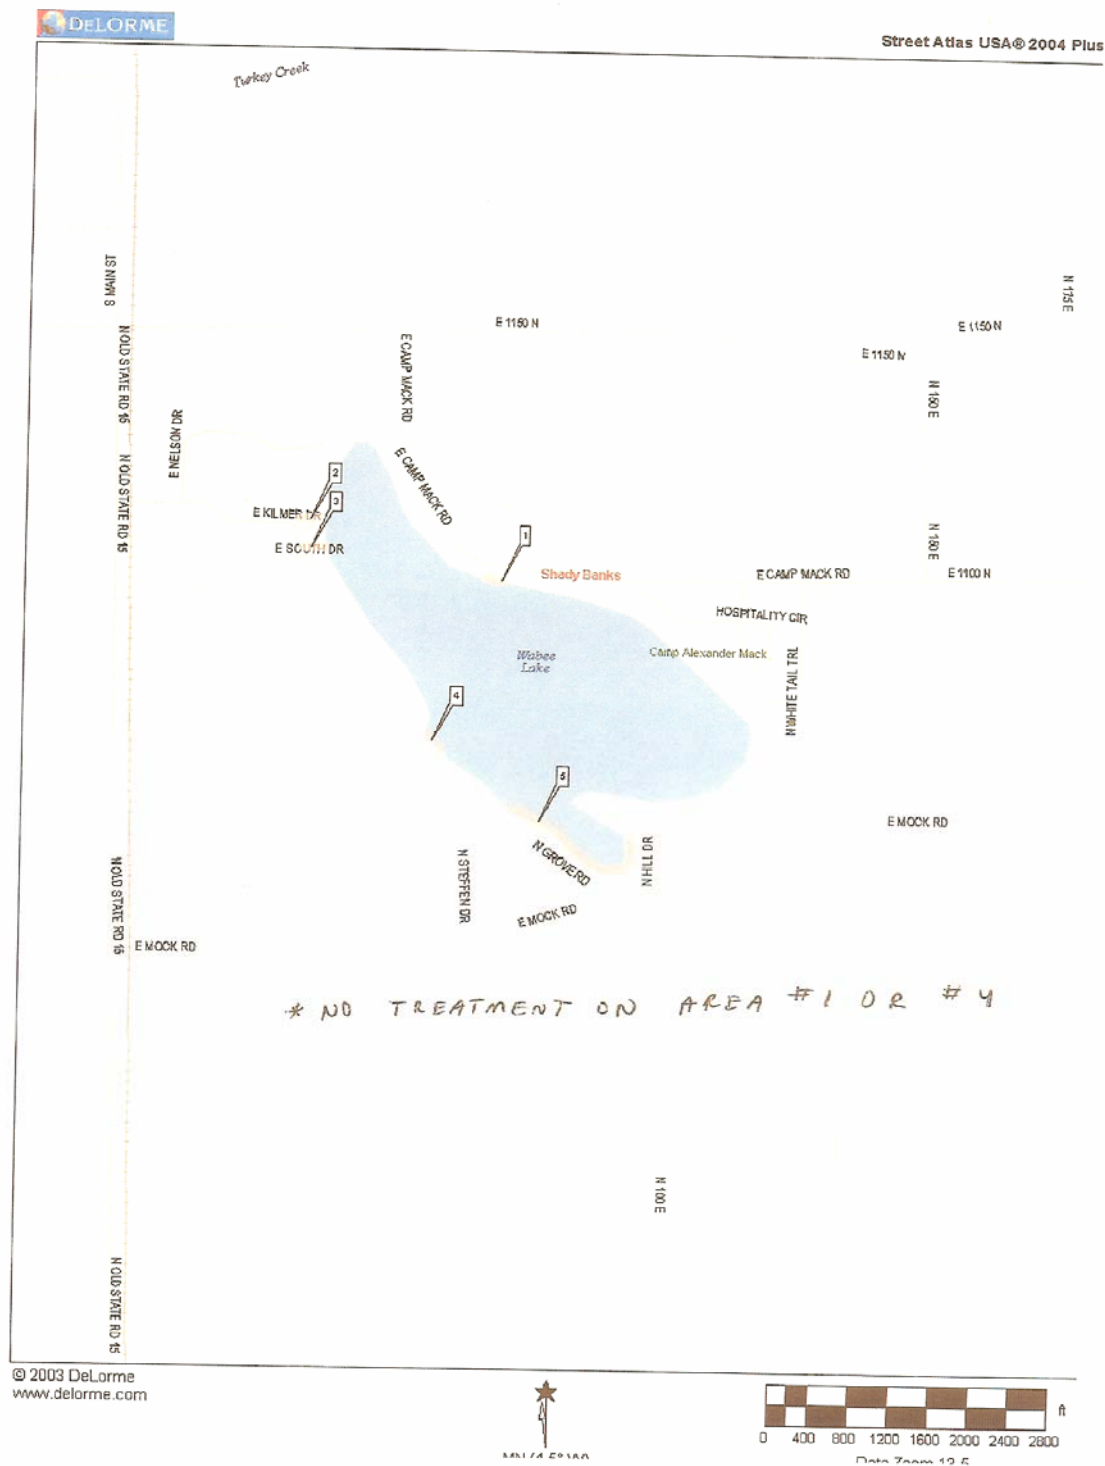 DELORME
Street Atlas USA® 2004 Plus
Turkey Creek
S MAIN ST
N 175 E
E 1150 N
E 1150 N
E 1150 N
N OLD STATE RD 15
E CAMP MACK RD
N 150 E
E NELSON DR
E CAMP MACK RD
N OLD STATE RD 15
2
3
E KILMER DR
E SOUTH DR
1
N 150 E
Shady Banks
E CAMP MACK RD
E 1100 N
HOSPITALITY CIR
Wabee
Lake
Camp Alexander Mack
N WHITE TAIL TRL
4
5
E MOCK RD
N GROVE RD
N HILL DR
N STEFFEN DR
N OLD STATE RD 15
E MOCK RD
E MOCK RD
* NO TREATMENT ON AREA #1 OR #4
N 100 E
N OLD STATE RD 15
© 2003 DeLorme
www.delorme.com
ft
0 400 800 1200 1600 2000 2400 2800
Data Zoom 12-5